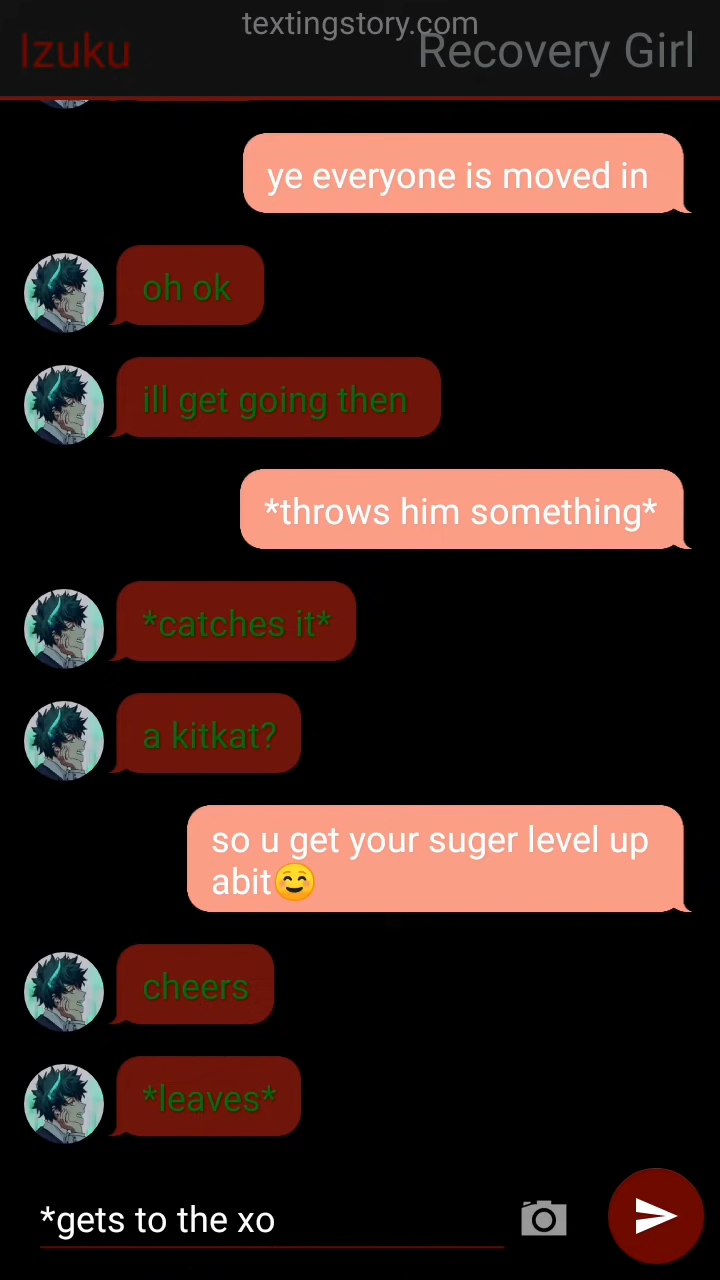 textingstory.com
Izuku
Recovery Girl
ye everyone is moved in
oh ok
ill get going then
*throws him something*
*catches it*
a kitkat?
so u get your suger level up
abit☺️
cheers
*leaves*
*gets to the xo